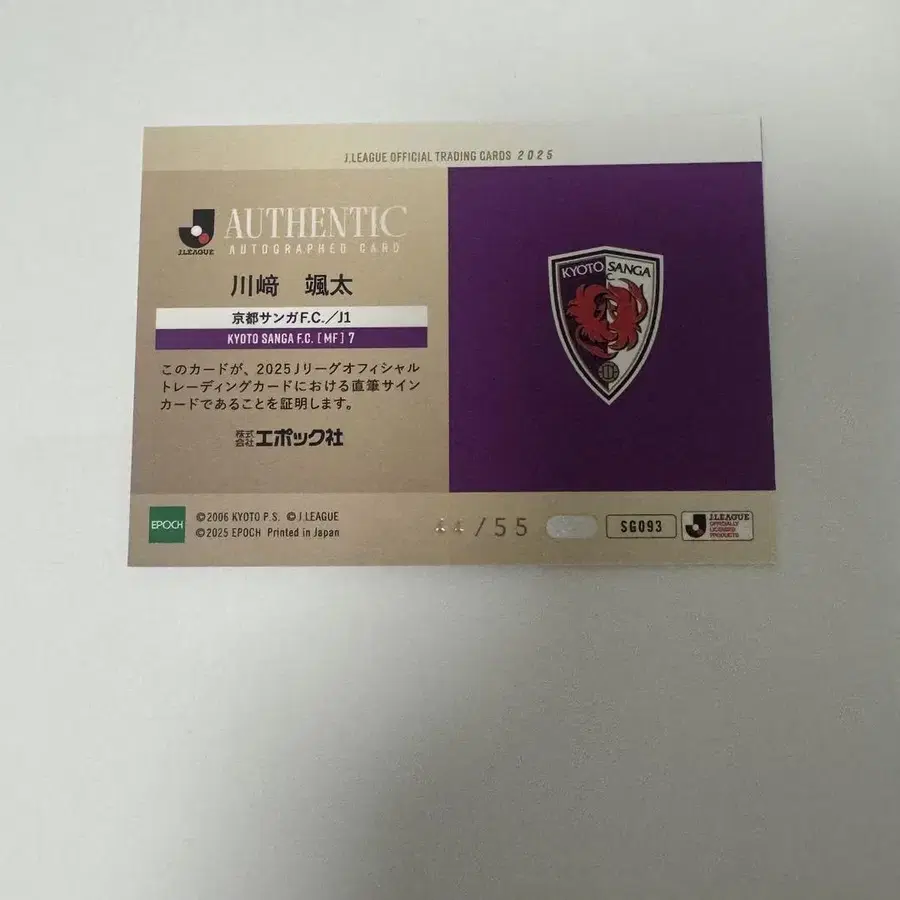 J.LEAGUE OFFICIAL TRADING CARDS 2025
J.LEAGUE
AUTHENTIC
AUTOGRAPHED CARD
川﨑 颯太
京都サンガF.C.／J1
KYOTO SANGA F.C. [MF] 7
このカードが、2025Jリーグオフィシャル
トレーディングカードにおける直筆サイン
カードであることを証明します。
株式会社エポック社
KYOTO SANGA
F.C.
EPOCH
©2006 KYOTO P.S. ©J.LEAGUE
©2025 EPOCH Printed in Japan
44/55
SG093
J.LEAGUE
OFFICIALLY
LICENSED
PRODUCTS